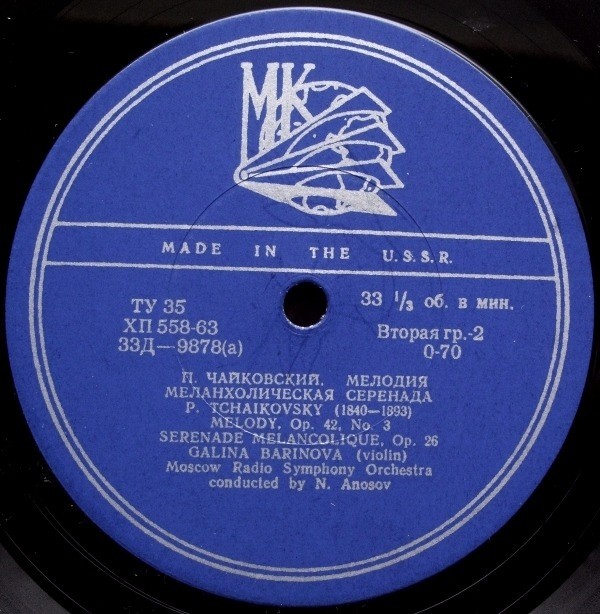 МК
MADE IN THE U.S.S.R.
ТУ 35
33 1/3 об. в мин.
ХП 558-63
Вторая гр.-2
33Д—9878(а)
0-70
П. ЧАЙКОВСКИЙ. МЕЛОДИЯ
МЕЛАНХОЛИЧЕСКАЯ СЕРЕНАДА
P. TCHAIKOVSKY (1840—1893)
MELODY, Op. 42, No. 3
SERENADE MELANCOLIQUE, Op. 26
GALINA BARINOVA (violin)
Moscow Radio Symphony Orchestra
conducted by N. Anosov